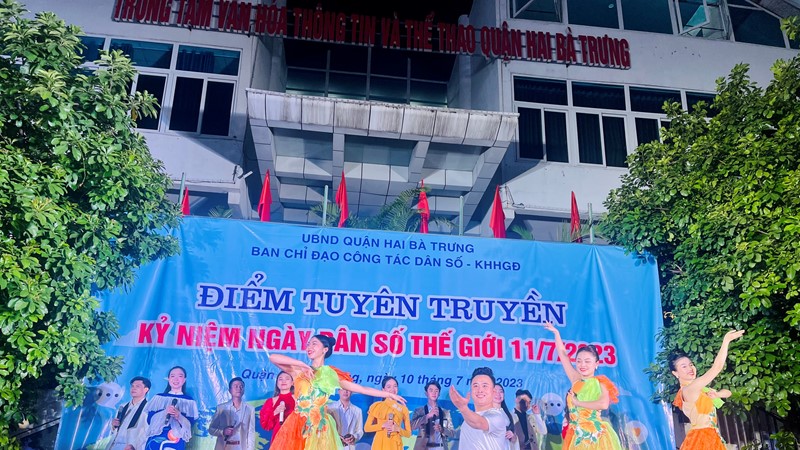 TRUNG TÂM VĂN HÓA THÔNG TIN VÀ THỂ THAO QUẬN HAI BÀ TRƯNG
UBND QUẬN HAI BÀ TRƯNG
BAN CHỈ ĐẠO CÔNG TÁC DÂN SỐ - KHHGĐ
ĐIỂM TUYÊN TRUYỀN
KỶ NIỆM NGÀY DÂN SỐ THẾ GIỚI 11/7/2023
Quận ng, ngày 10 tháng 7 2023